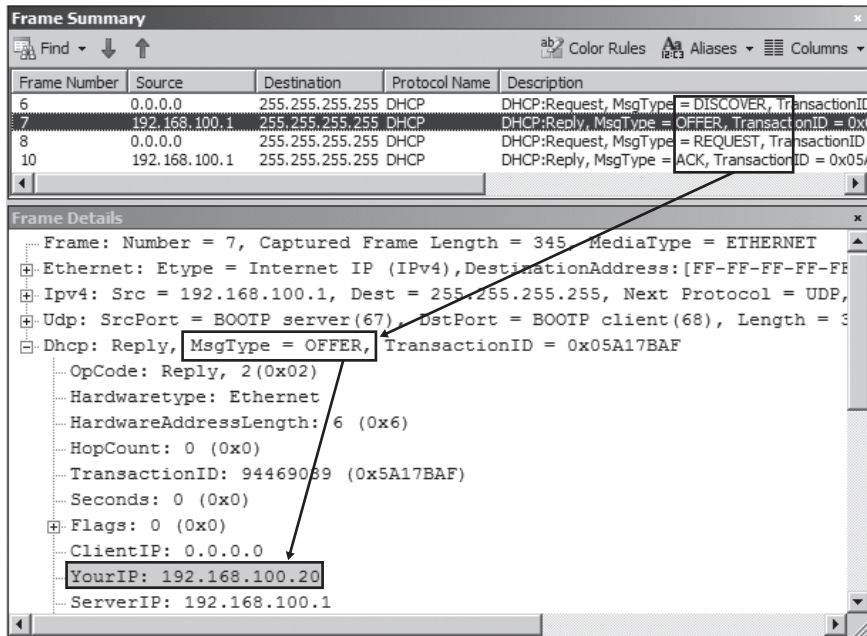 Frame Summary
Find
Color Rules Aliases Columns
Frame Number Source Destination Protocol Name Description
6 0.0.0.0 255.255.255.255 DHCP DHCP:Request, MsgType = DISCOVER, TransactionID
7 192.168.100.1 255.255.255.255 DHCP DHCP:Reply, MsgType = OFFER, TransactionID = 0x
8 0.0.0.0 255.255.255.255 DHCP DHCP:Request, MsgType = REQUEST, TransactionID
10 192.168.100.1 255.255.255.255 DHCP DHCP:Reply, MsgType = ACK, TransactionID = 0x05
Frame Details
Frame: Number = 7, Captured Frame Length = 345, MediaType = ETHERNET
Ethernet: Etype = Internet IP (IPv4),DestinationAddress:[FF-FF-FF-FF-FF
Ipv4: Src = 192.168.100.1, Dest = 255.255.255.255, Next Protocol = UDP,
Udp: SrcPort = BOOTP server(67), DstPort = BOOTP client(68), Length =
Dhcp: Reply, MsgType = OFFER, TransactionID = 0x05A17BAF
OpCode: Reply, 2(0x02)
Hardwaretype: Ethernet
HardwareAddressLength: 6 (0x6)
HopCount: 0 (0x0)
TransactionID: 94469039 (0x5A17BAF)
Seconds: 0 (0x0)
Flags: 0 (0x0)
ClientIP: 0.0.0.0
YourIP: 192.168.100.20
ServerIP: 192.168.100.1